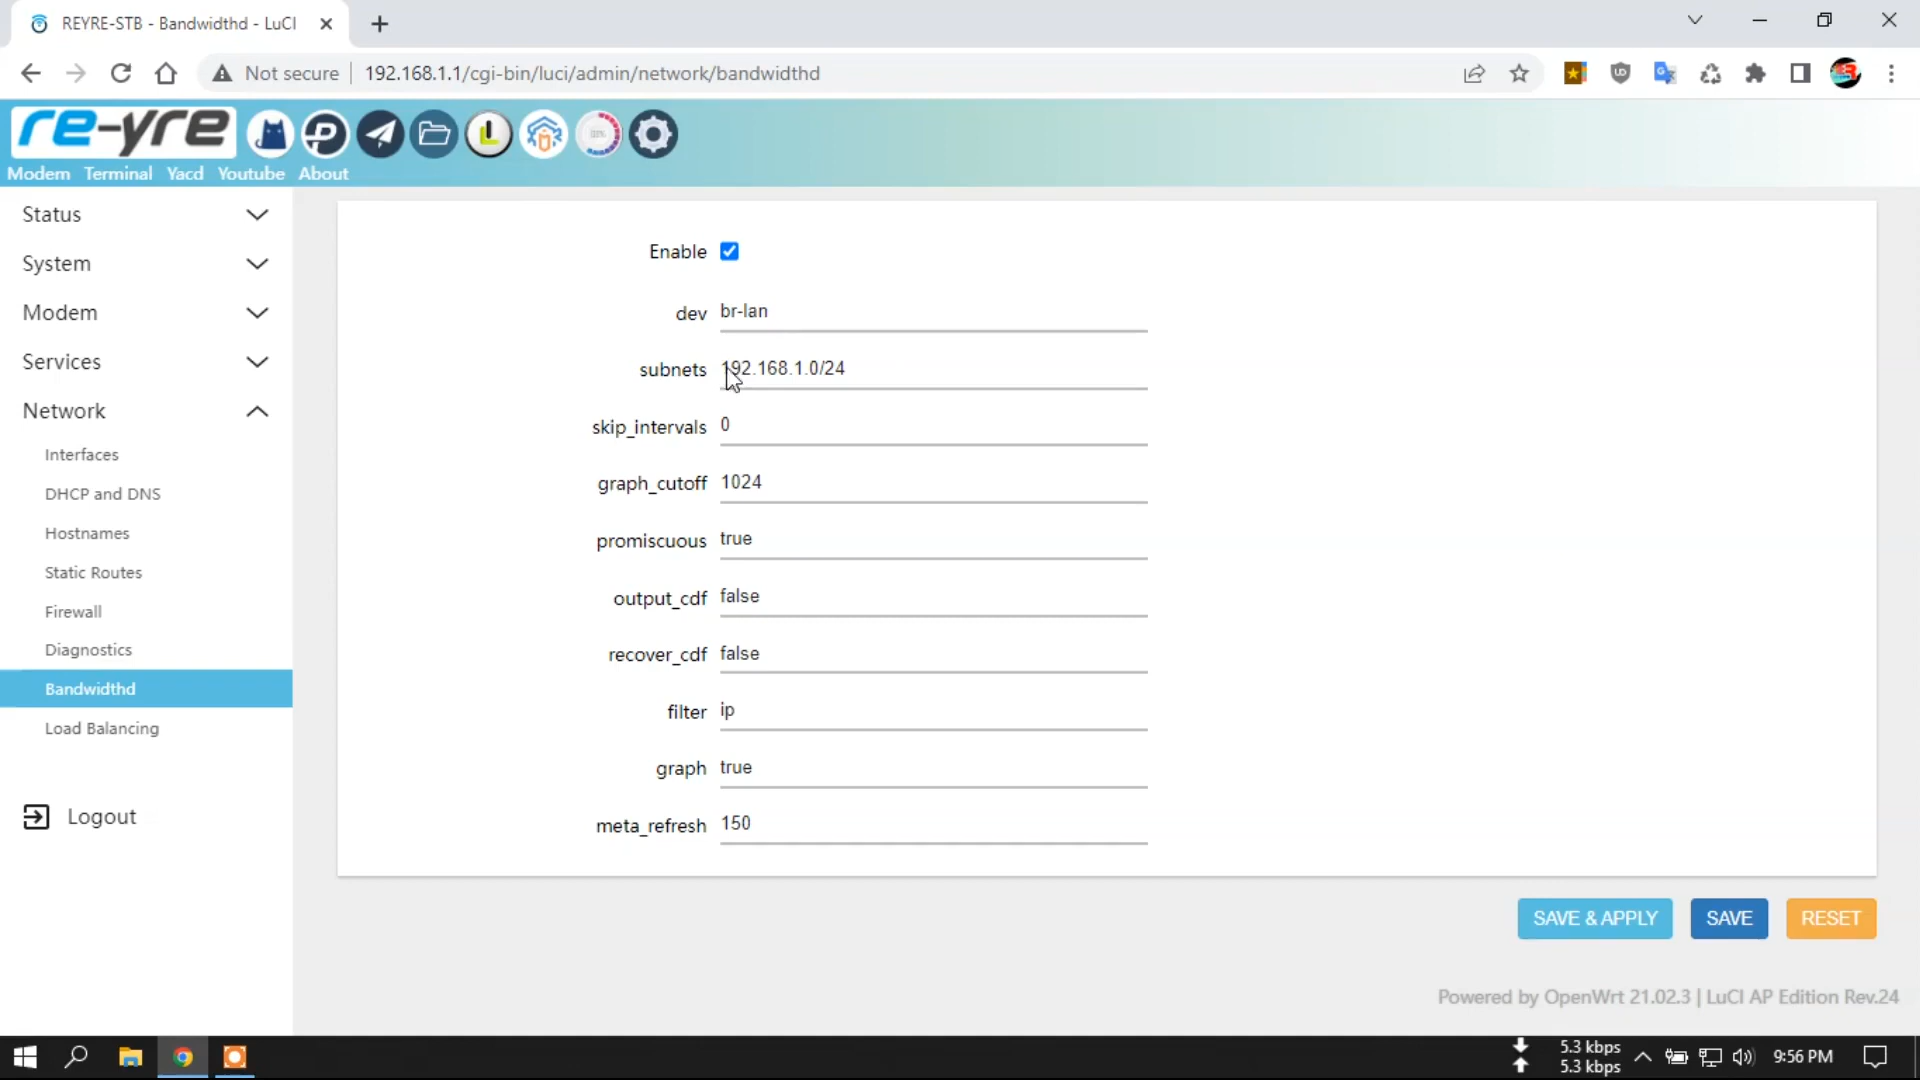 REYRE-STB - Bandwidthd - LuCI
Not secure
192.168.1.1/cgi-bin/luci/admin/network/bandwidthd
re-yre
Modem Terminal Yacd Youtube About
Status
System
Modem
Services
Network
Interfaces
DHCP and DNS
Hostnames
Static Routes
Firewall
Diagnostics
Bandwidthd
Load Balancing
Logout
Enable
dev br-lan
subnets 192.168.1.0/24
skip_intervals 0
graph_cutoff 1024
promiscuous true
output_cdf false
recover_cdf false
filter ip
graph true
meta_refresh 150
SAVE & APPLY SAVE RESET
Powered by OpenWrt 21.02.3 | LuCI AP Edition Rev.24
5.3 kbps
5.3 kbps
9:56 PM